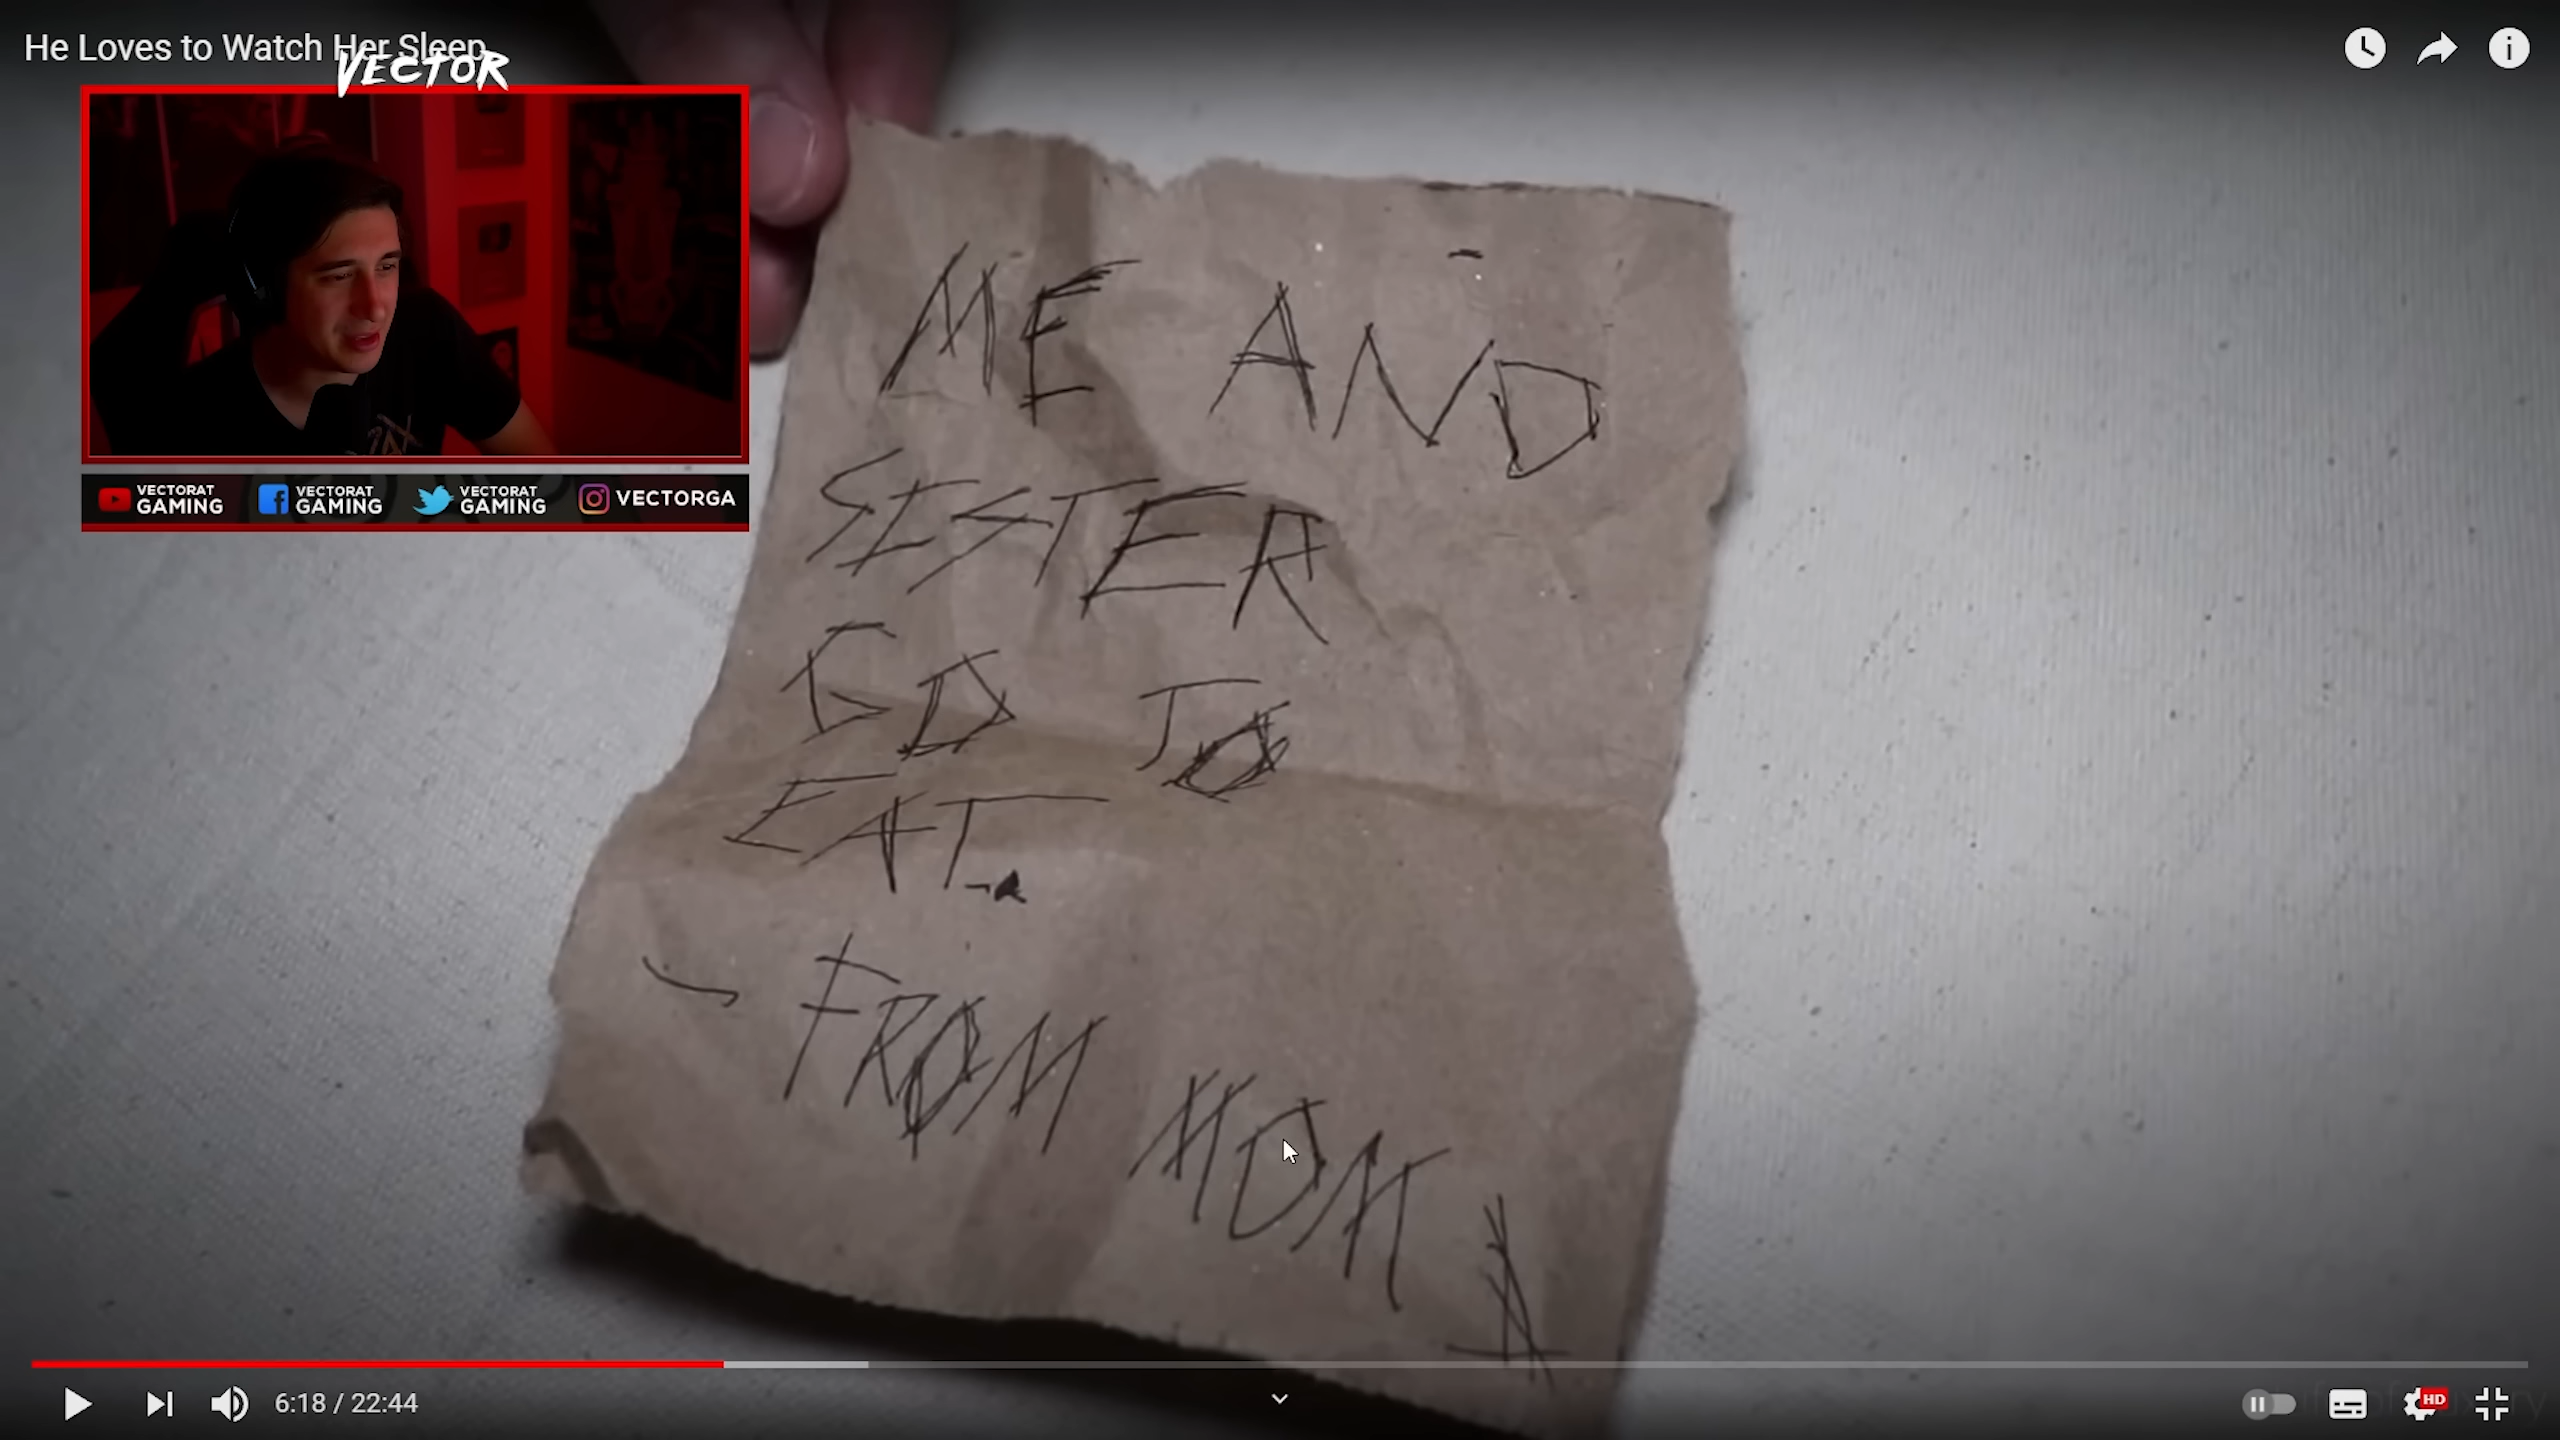 He Loves to Watch Her Sleep
VECTOR
VECTORAT GAMING
VECTORAT GAMING
VECTORAT GAMING
VECTORGA
ME AND
SISTER
GO TO
EAT..
- FROM MOM
6:18 / 22:44
HD